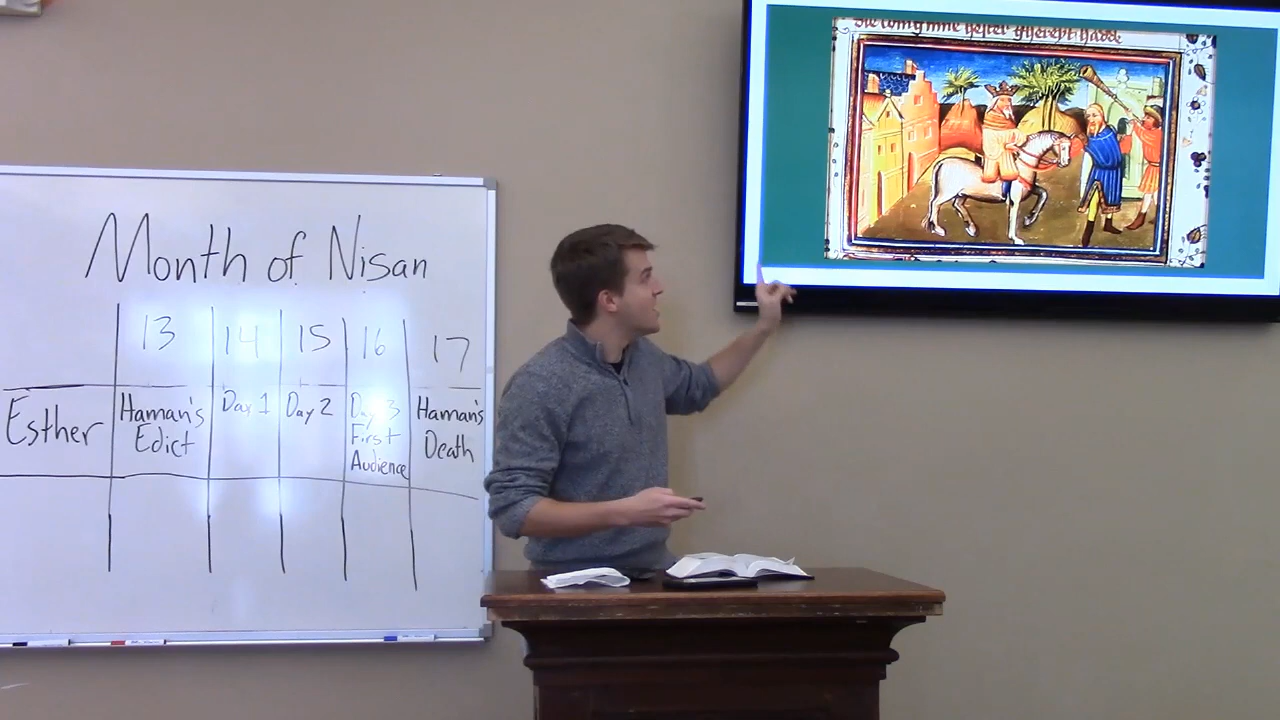 Month of Nisan
13 14 15 16 17
Esther Haman's Edict Day 1 Day 2 Day 3 First Audience Haman's Death